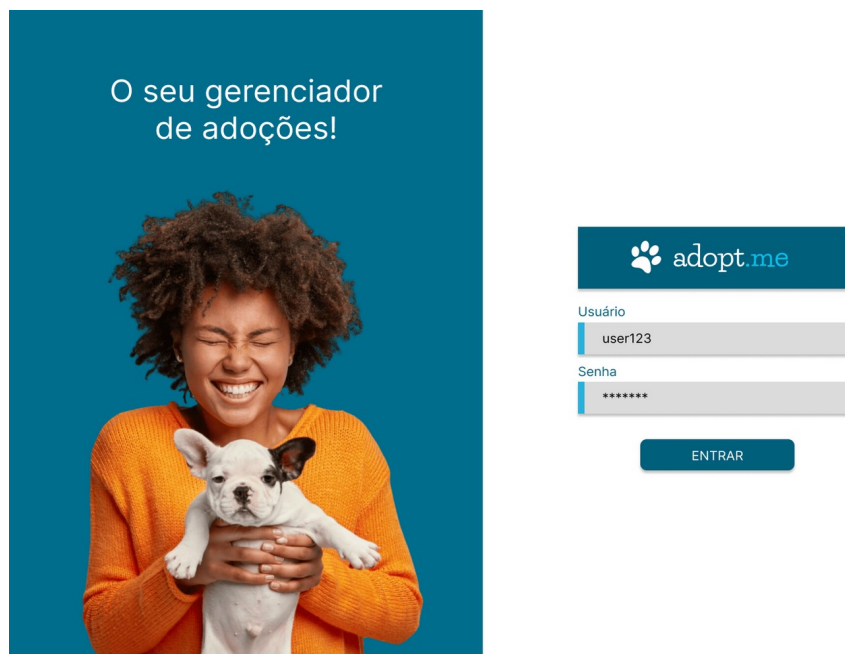 O seu gerenciador
de adoções!
adopt.me
Usuário
user123
Senha
*******
ENTRAR